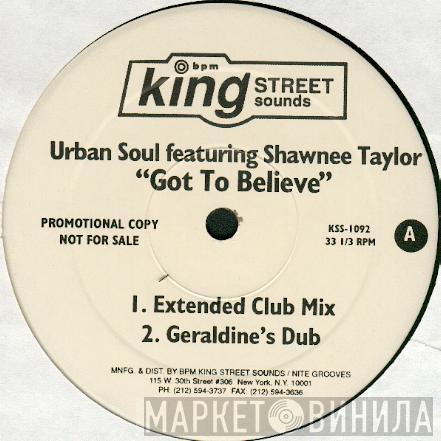 bpm
king STREET
sounds
Urban Soul featuring Shawnee Taylor
"Got To Believe"
PROMOTIONAL COPY
NOT FOR SALE
KSS-1092
33 1/3 RPM
A
1. Extended Club Mix
2. Geraldine's Dub
MNFG. & DIST. BY BPM KING STREET SOUNDS / NITE GROOVES
115 W. 30th Street #306, New York, N.Y. 10001
PH: (212) 594-3737 FAX: (212) 594-3636
МАРКЕТ ВИНИЛА